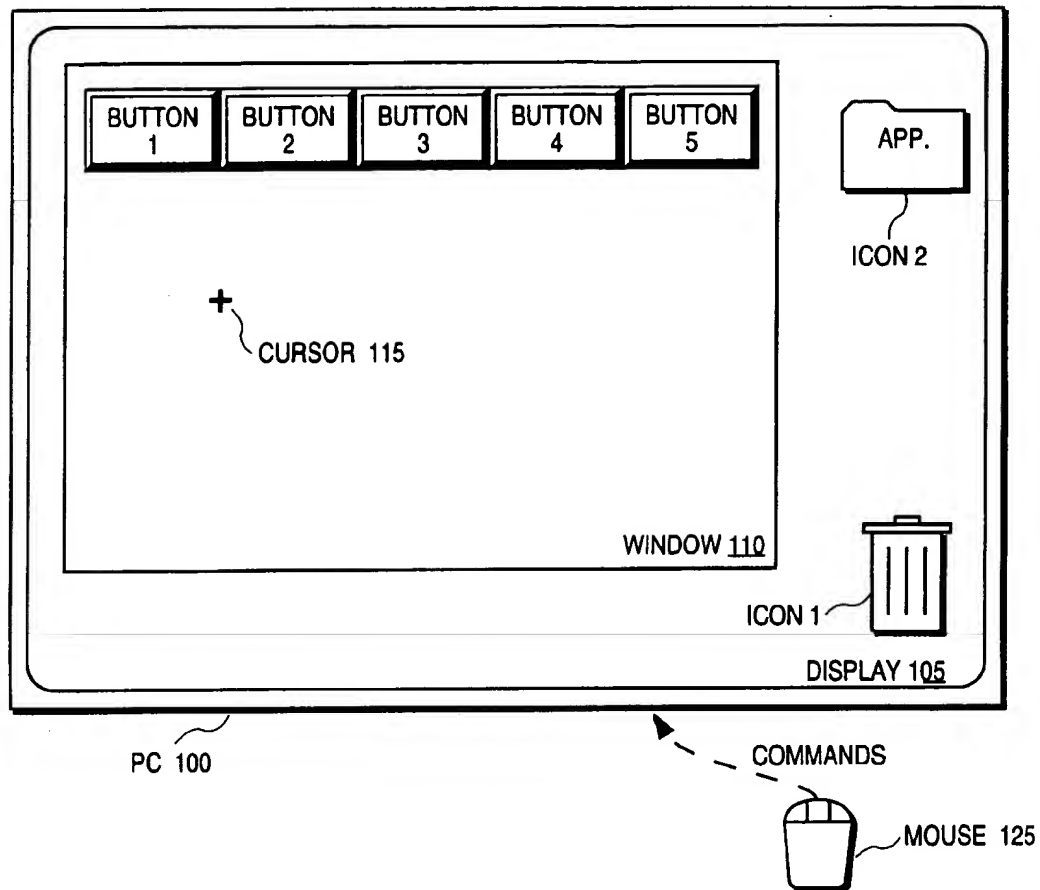 BUTTON
1
BUTTON
2
BUTTON
3
BUTTON
4
BUTTON
5
APP.
ICON 2
CURSOR 115
WINDOW 110
ICON 1
DISPLAY 105
PC 100
COMMANDS
MOUSE 125